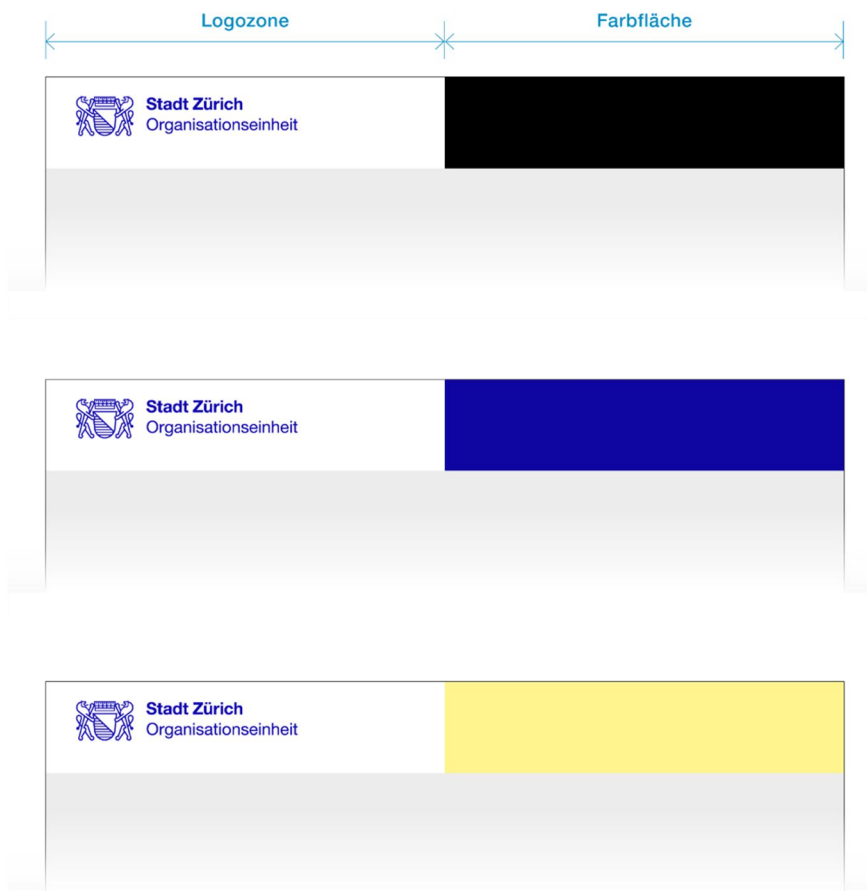 Logozone
Farbfläche
Stadt Zürich
Organisationseinheit
Stadt Zürich
Organisationseinheit
Stadt Zürich
Organisationseinheit